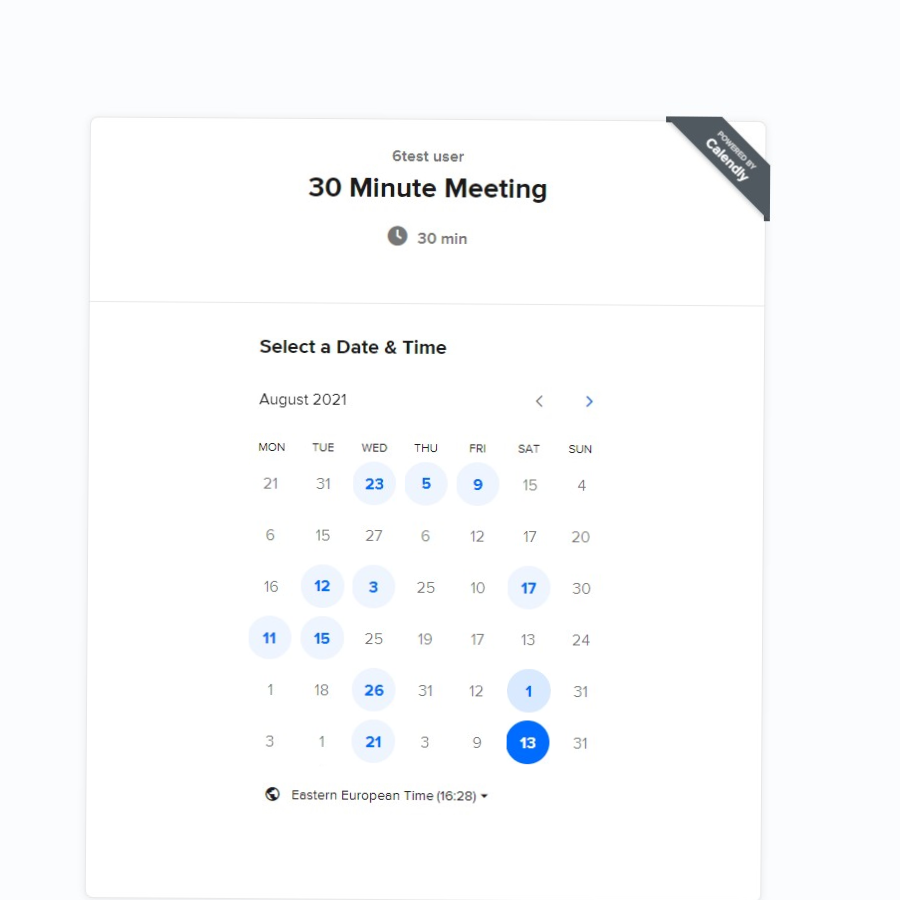 POWERED BY
Calendly
6test user
30 Minute Meeting
30 min
Select a Date & Time
August 2021
MON TUE WED THU FRI SAT SUN
21 31 23 5 9 15 4
6 15 27 6 12 17 20
16 12 3 25 10 17 30
11 15 25 19 17 13 24
1 18 26 31 12 1 31
3 1 21 3 9 13 31
Eastern European Time (16:28)